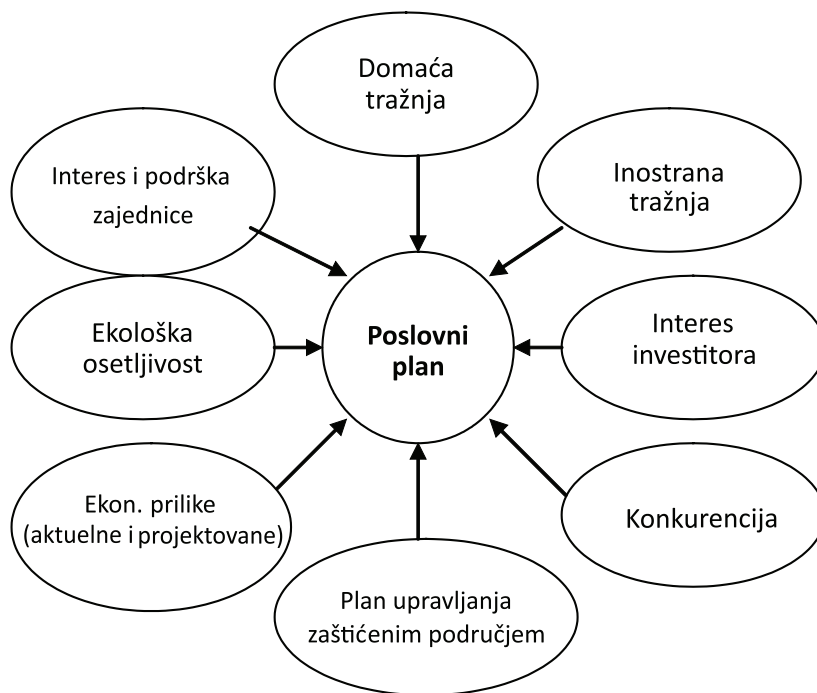 Domaća
tražnja
Interes i podrška
zajednice
Inostrana
tražnja
Ekološka
osetljivost
Poslovni
plan
Interes
investitora
Ekon. prilike
(aktuelne i projektovane)
Konkurencija
Plan upravljanja
zaštićenim područjem